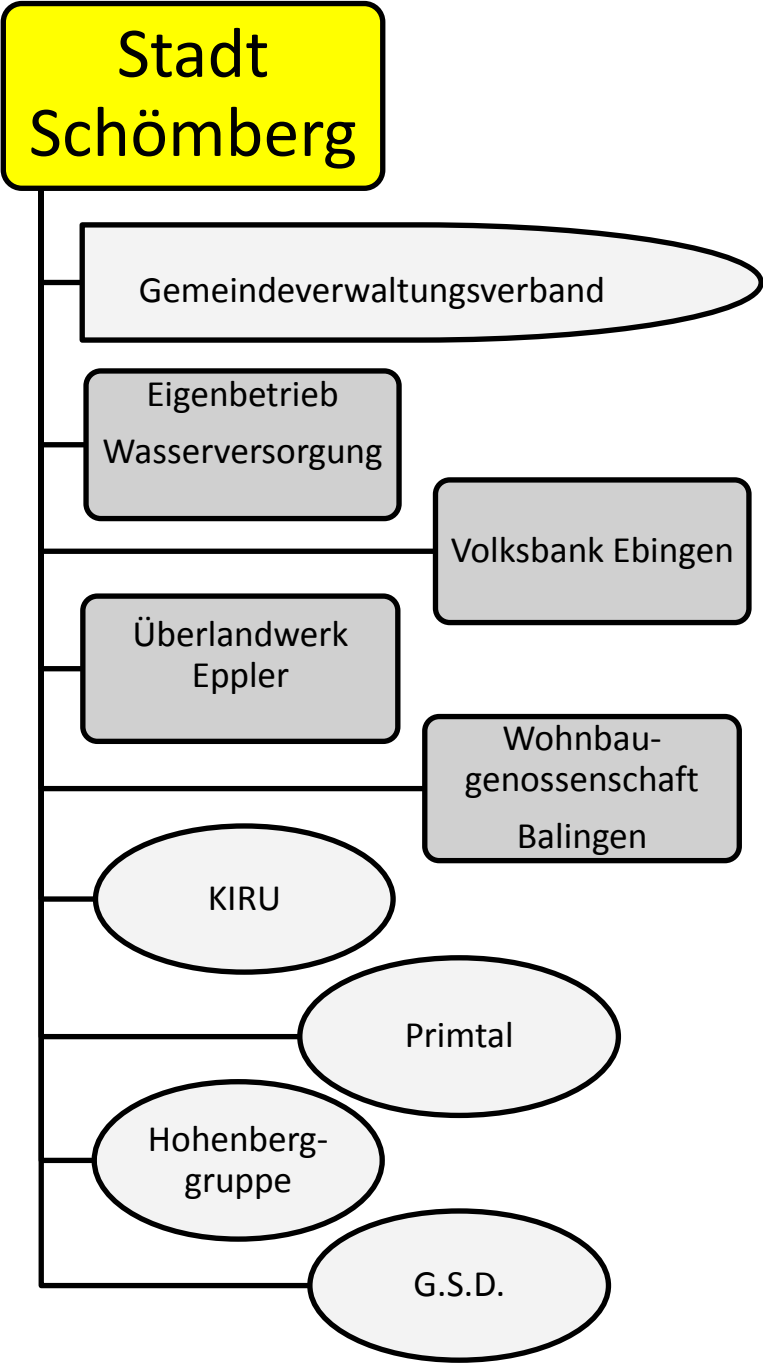 Stadt
Schömberg
Gemeindeverwaltungsverband
Eigenbetrieb
Wasserversorgung
Volksbank Ebingen
Überlandwerk
Eppler
Wohnbau-
genossenschaft
Balingen
KIRU
Primtal
Hohenberg-
gruppe
G.S.D.